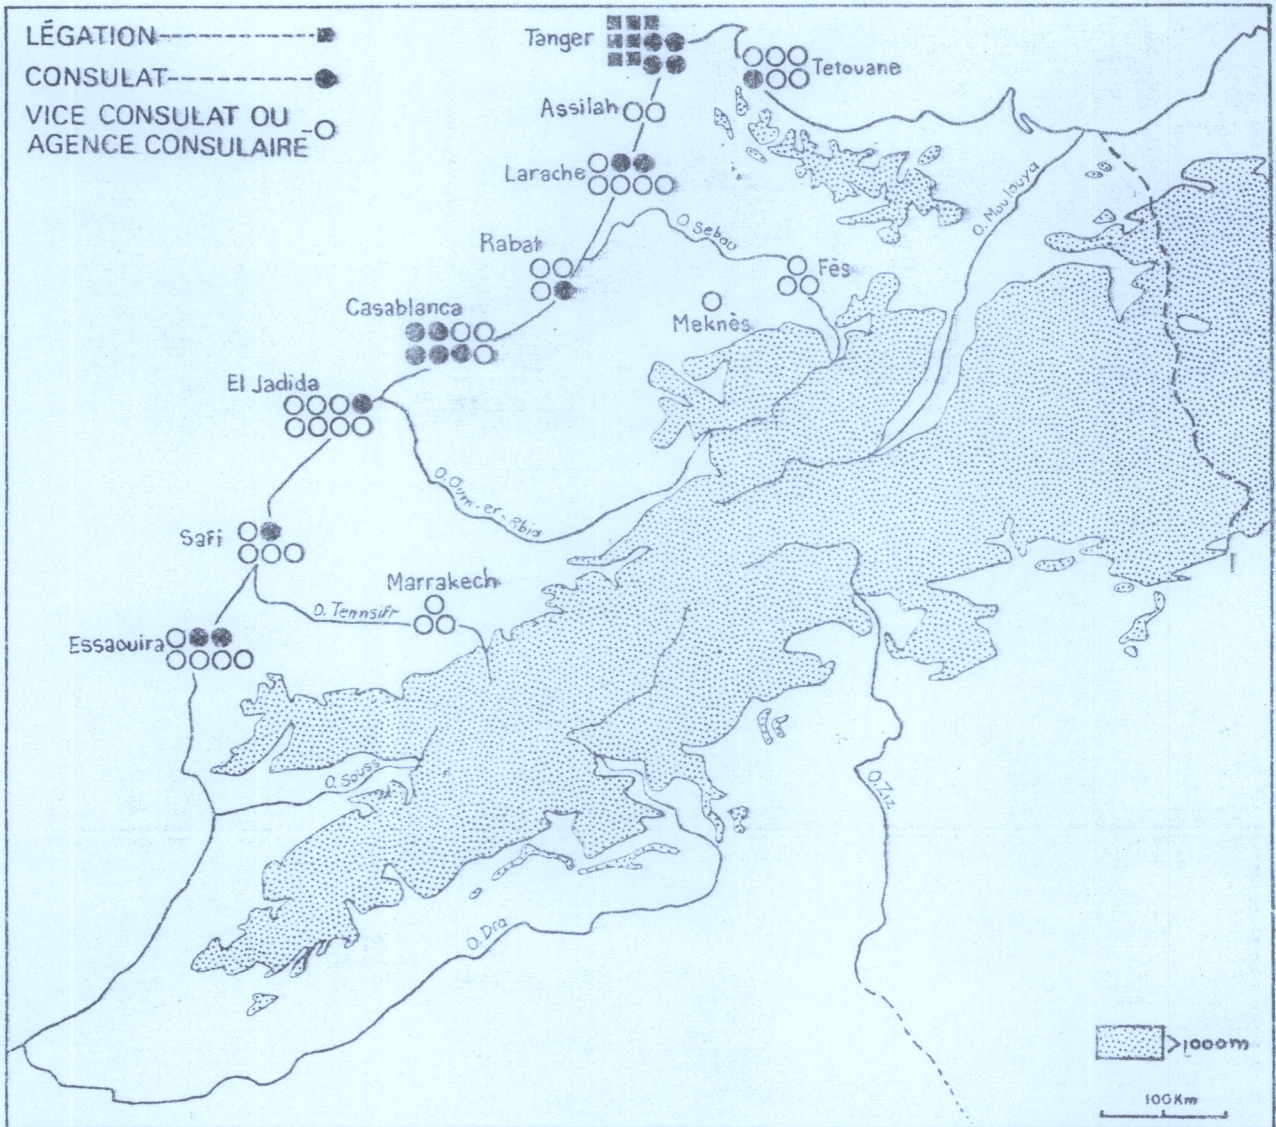 LÉGATION
CONSULAT
VICE CONSULAT OU
AGENCE CONSULAIRE
Tanger
Tetouane
Assilah
Larache
O. Moulouya
O. Sebou
Rabat
Fès
Casablanca
Meknès
El Jadida
O. Oum-er-Rbia
Safi
Marrakech
O. Tennsift
Essaouira
O. Souss
O. Ziz
O. Dra
>1000m
100Km